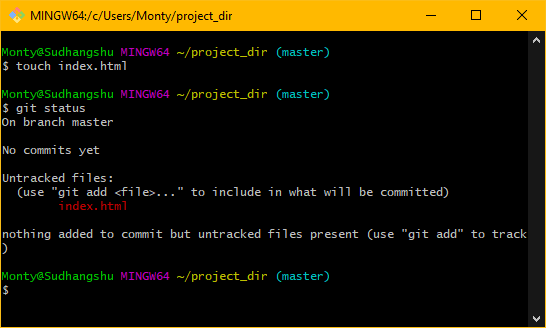 MINGW64:/c/Users/Monty/project_dir
Monty@Sudhangshu MINGW64 ~/project_dir (master)
$ touch index.html
Monty@Sudhangshu MINGW64 ~/project_dir (master)
$ git status
On branch master
No commits yet
Untracked files:
  (use "git add <file>..." to include in what will be committed)
        index.html
nothing added to commit but untracked files present (use "git add" to track
)
Monty@Sudhangshu MINGW64 ~/project_dir (master)
$